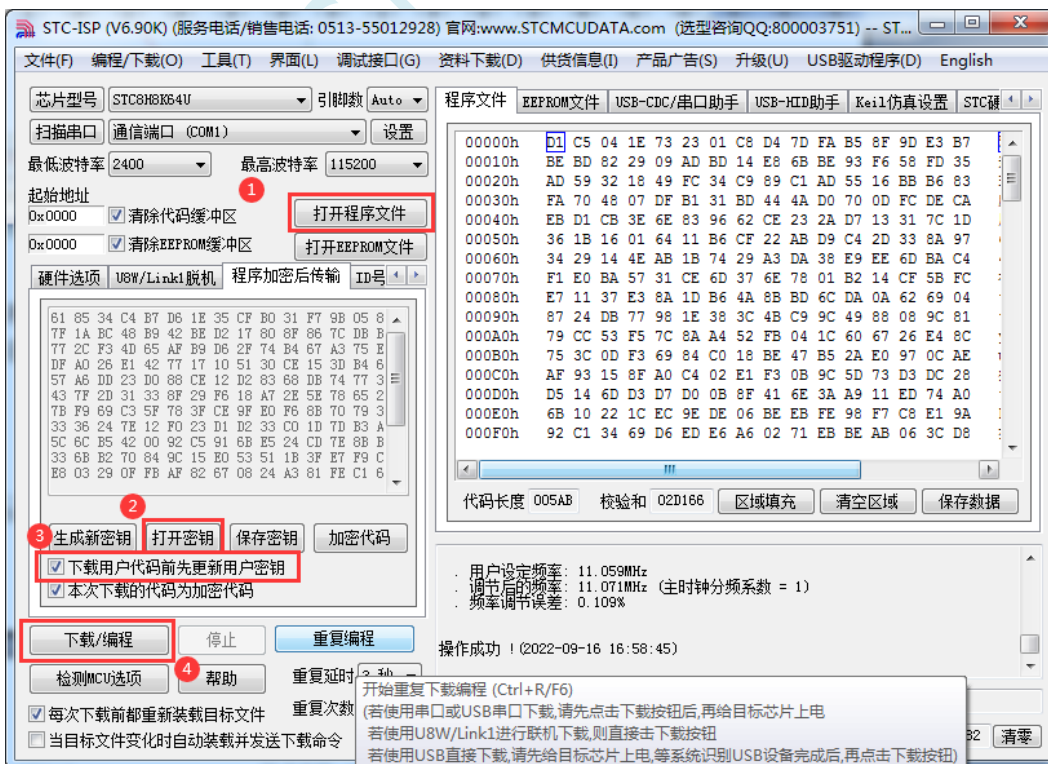 STC-ISP (V6.90K) (服务电话/销售电话: 0513-55012928) 官网:www.STCMCUDATA.com (选型咨询QQ:800003751) -- ST...
文件(F) 编程/下载(O) 工具(T) 界面(L) 调试接口(G) 资料下载(D) 供货信息(I) 产品广告(S) 升级(U) USB驱动程序(D) English
芯片型号 STC8H8K64U 引脚数 Auto
扫描串口 通信端口 (COM1) 设置
最低波特率 2400 最高波特率 115200
起始地址
1
0x0000 清除代码缓冲区 打开程序文件
0x0000 清除EEPROM缓冲区 打开EEPROM文件
硬件选项 U8W/Link1脱机 程序加密后传输 ID号
61 85 34 C4 B7 D6 1E 35 CF B0 31 F7 9B 05 8
7F 1A BC 48 B9 42 BE D2 17 80 8F 86 7C DB B
77 2C F3 4D 65 AF B9 D6 2F 74 B4 67 A3 75 E
DF A0 26 E1 42 77 17 10 51 30 CE 15 3D B4 6
57 A6 DD 23 D0 88 CE 12 D2 83 68 DB 74 77 3
43 7F 2D 31 33 8F 29 F6 18 A7 2E 5E 78 65 2
7B F9 69 C3 5F 78 3F CE 9F E0 F6 8B 70 79 3
33 36 24 7E 12 F0 23 D1 D2 33 C0 1D 7D B3 A
5C 6C B5 42 00 92 C5 91 6B E5 24 CD 7E 8B B
33 6B B2 70 84 9C 15 E0 53 51 1B 3F E7 F9 C
E8 03 29 0F FB AF 82 67 08 24 A3 81 FE C1 6
2
3
生成新密钥 打开密钥 保存密钥 加密代码
下载用户代码前先更新用户密钥
本次下载的代码为加密代码
下载/编程 停止 重复编程
4
检测MCU选项 帮助 重复延时 3 秒
每次下载前都重新装载目标文件 重复次数
当目标文件变化时自动装载并发送下载命令
程序文件 EEPROM文件 USB-CDC/串口助手 USB-HID助手 Keil仿真设置 STC硬
00000h D1 C5 04 1E 73 23 01 C8 D4 7D FA B5 8F 9D E3 B7
00010h BE BD 82 29 09 AD BD 14 E8 6B BE 93 F6 58 FD 35
00020h AD 59 32 18 49 FC 34 C9 89 C1 AD 55 16 BB B6 83
00030h FA 70 48 07 DF B1 31 BD 44 4A D0 70 0D FC DE CA
00040h EB D1 CB 3E 6E 83 96 62 CE 23 2A D7 13 31 7C 1D
00050h 36 1B 16 01 64 11 B6 CF 22 AB D9 C4 2D 33 8A 97
00060h 34 29 14 4E AB 1B 74 29 A3 DA 38 E9 EE 6D BA C4
00070h F1 E0 BA 57 31 CE 6D 37 6E 78 01 B2 14 CF 5B FC
00080h E7 11 37 E3 8A 1D B6 4A 8B BD 6C DA 0A 62 69 04
00090h 87 24 DB 77 98 1E 38 3C 4B C9 9C 49 98 08 9C 0C
000A0h 79 CC 53 F5 7C 8A A4 52 FB 04 1C 60 67 26 E4 8C
000B0h 75 3C 0D F3 69 84 C0 18 BE 47 B5 2A E0 97 0C AE
000C0h AF 93 15 8F A0 C4 02 E1 F3 0B 9C 5D 73 D3 DC 28
000D0h D5 14 6D D3 D7 D0 0B 8F 41 6E 3A A9 11 ED 74 A0
000E0h 6B 10 22 1C EC 9E DE 06 BE EB FE 98 F7 C8 E1 9A
000F0h 92 C1 34 69 D6 ED E6 A6 02 71 EB BE AB 06 3C D8
代码长度 005AB 校验和 02D166 区域填充 清空区域 保存数据
. 用户设定频率: 11.059MHz
. 调节后的频率: 11.071MHz (主时钟分频系数 = 1)
. 频率调节误差: 0.109%
操作成功 !(2022-09-16 16:58:45)
开始重复下载编程 (Ctrl+R/F6)
(若使用串口或USB串口下载,请先点击下载按钮后,再给目标芯片上电
若使用U8W/Link1进行联机下载,则直接击下载按钮
若使用USB直接下载,请先给目标芯片上电,等系统识别USB设备完成后,再点击下载按钮)
清零